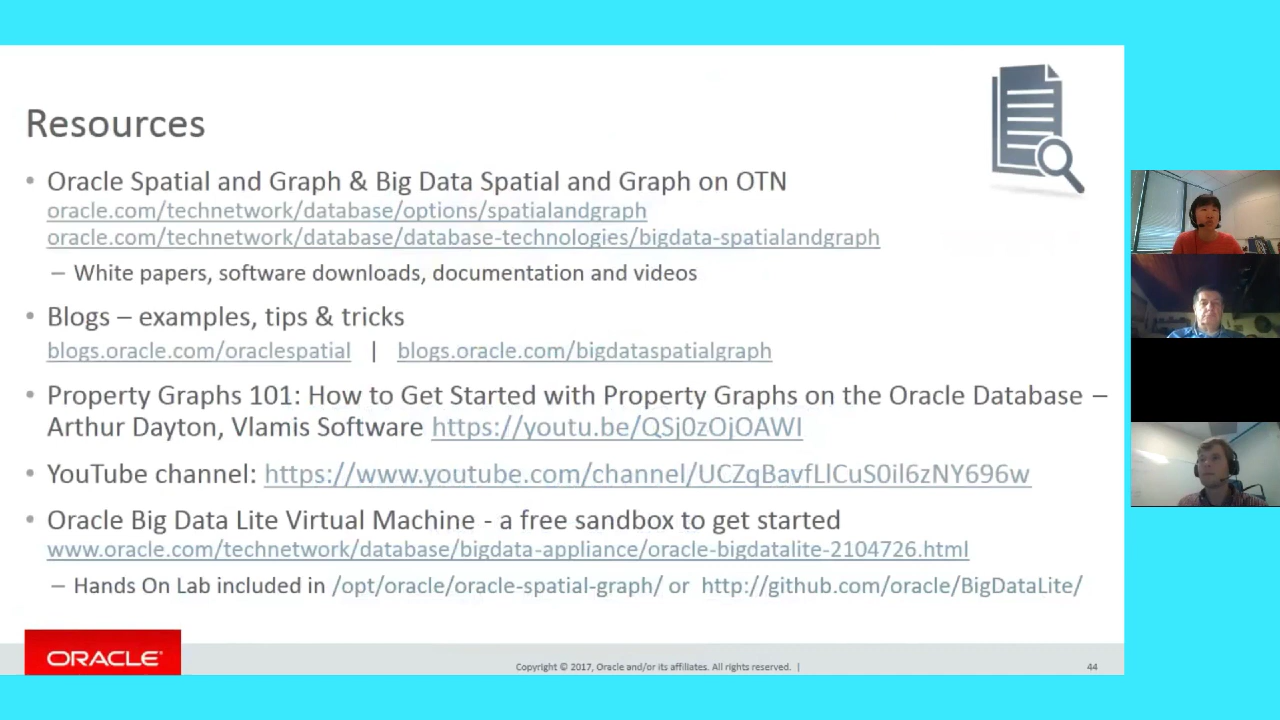 Resources
• Oracle Spatial and Graph & Big Data Spatial and Graph on OTN
oracle.com/technetwork/database/options/spatialandgraph
oracle.com/technetwork/database/database-technologies/bigdata-spatialandgraph
– White papers, software downloads, documentation and videos
• Blogs – examples, tips & tricks
blogs.oracle.com/oraclespatial | blogs.oracle.com/bigdataspatialgraph
• Property Graphs 101: How to Get Started with Property Graphs on the Oracle Database –
Arthur Dayton, Vlamis Software https://youtu.be/QSj0zOjOAWI
• YouTube channel: https://www.youtube.com/channel/UCZqBavfLlCuS0il6zNY696w
• Oracle Big Data Lite Virtual Machine - a free sandbox to get started
www.oracle.com/technetwork/database/bigdata-appliance/oracle-bigdatalite-2104726.html
– Hands On Lab included in /opt/oracle/oracle-spatial-graph/ or http://github.com/oracle/BigDataLite/
ORACLE®
Copyright © 2017, Oracle and/or its affiliates. All rights reserved. |
44